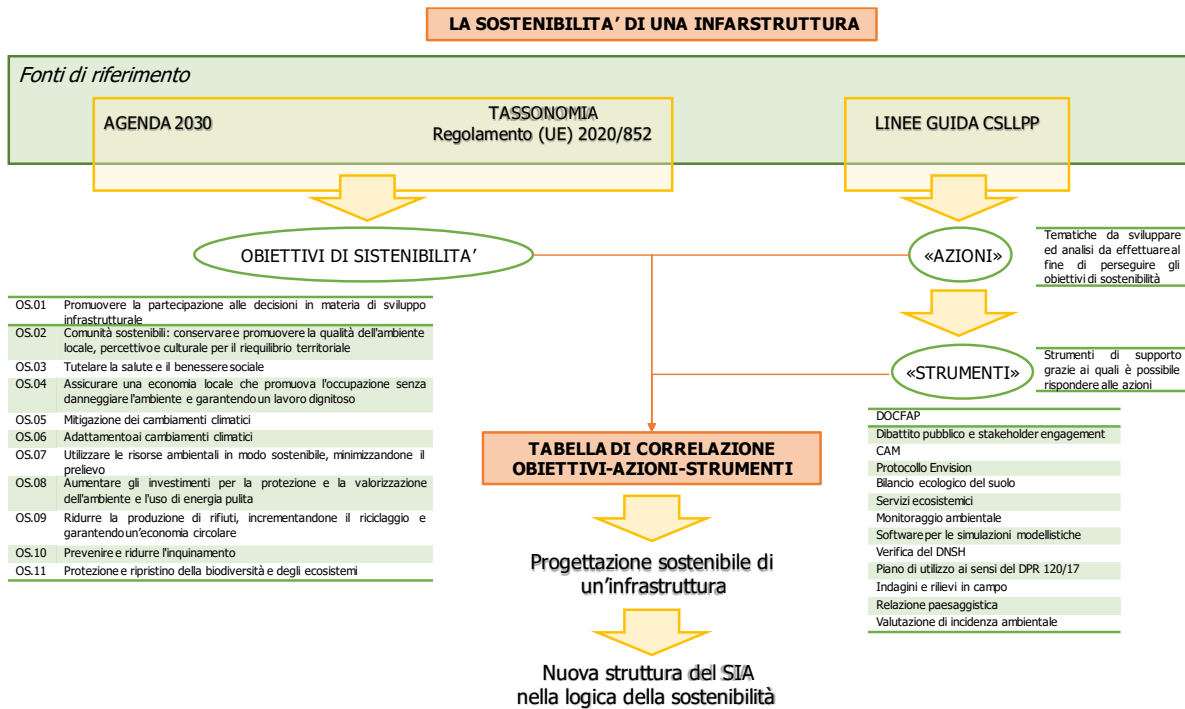 LA SOSTENIBILITA’ DI UNA INFARSTRUTTURA
Fonti di riferimento
AGENDA 2030
TASSONOMIA
Regolamento (UE) 2020/852
LINEE GUIDA CSLLPP
OBIETTIVI DI SISTENIBILITA’
«AZIONI»
Tematiche da sviluppare
ed analisi da effettuare al
fine di perseguire gli
obiettivi di sostenibilità
OS.01 Promuovere la partecipazione alle decisioni in materia di sviluppo
infrastrutturale
OS.02 Comunità sostenibili: conservare e promuovere la qualità dell'ambiente
locale, percettivo e culturale per il riequilibrio territoriale
OS.03 Tutelare la salute e il benessere sociale
OS.04 Assicurare una economia locale che promuova l'occupazione senza
danneggiare l'ambiente e garantendo un lavoro dignitoso
OS.05 Mitigazione dei cambiamenti climatici
OS.06 Adattamento ai cambiamenti climatici
OS.07 Utilizzare le risorse ambientali in modo sostenibile, minimizzandone il
prelievo
OS.08 Aumentare gli investimenti per la protezione e la valorizzazione
dell'ambiente e l'uso di energia pulita
OS.09 Ridurre la produzione di rifiuti, incrementandone il riciclaggio e
garantendo un’economia circolare
OS.10 Prevenire e ridurre l'inquinamento
OS.11 Protezione e ripristino della biodiversità e degli ecosistemi
«STRUMENTI»
Strumenti di supporto
grazie ai quali è possibile
rispondere alle azioni
DOCFAP
Dibattito pubblico e stakeholder engagement
CAM
Protocollo Envision
Bilancio ecologico del suolo
Servizi ecosistemici
Monitoraggio ambientale
Software per le simulazioni modellistiche
Verifica del DNSH
Piano di utilizzo ai sensi del DPR 120/17
Indagini e rilievi in campo
Relazione paesaggistica
Valutazione di incidenza ambientale
TABELLA DI CORRELAZIONE
OBIETTIVI-AZIONI-STRUMENTI
Progettazione sostenibile di
un’infrastruttura
Nuova struttura del SIA
nella logica della sostenibilità